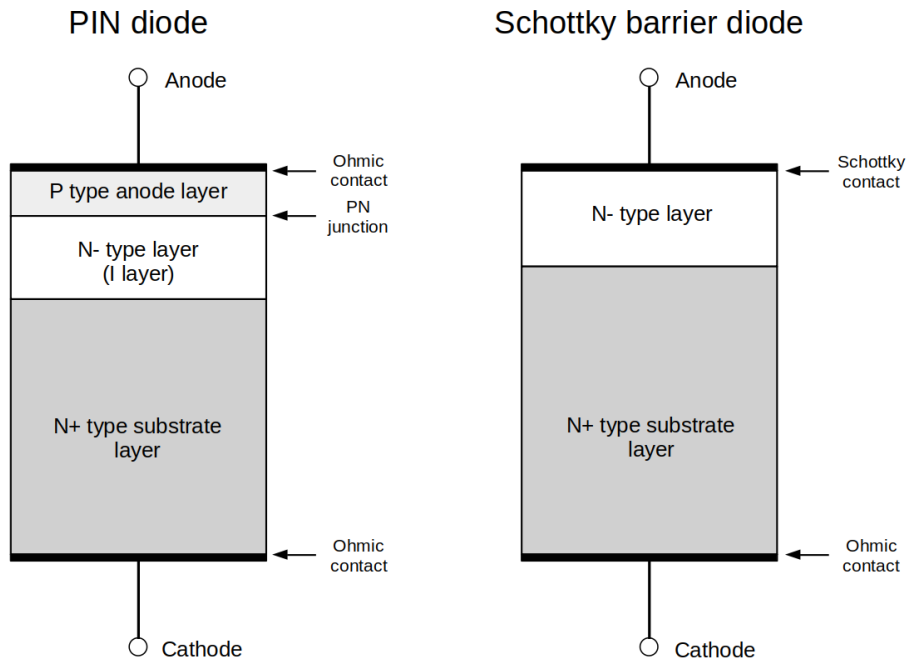 PIN diode
Anode
Ohmic
contact
P type anode layer
PN
junction
N- type layer
(I layer)
N+ type substrate
layer
Ohmic
contact
Cathode
Schottky barrier diode
Anode
Schottky
contact
N- type layer
N+ type substrate
layer
Ohmic
contact
Cathode